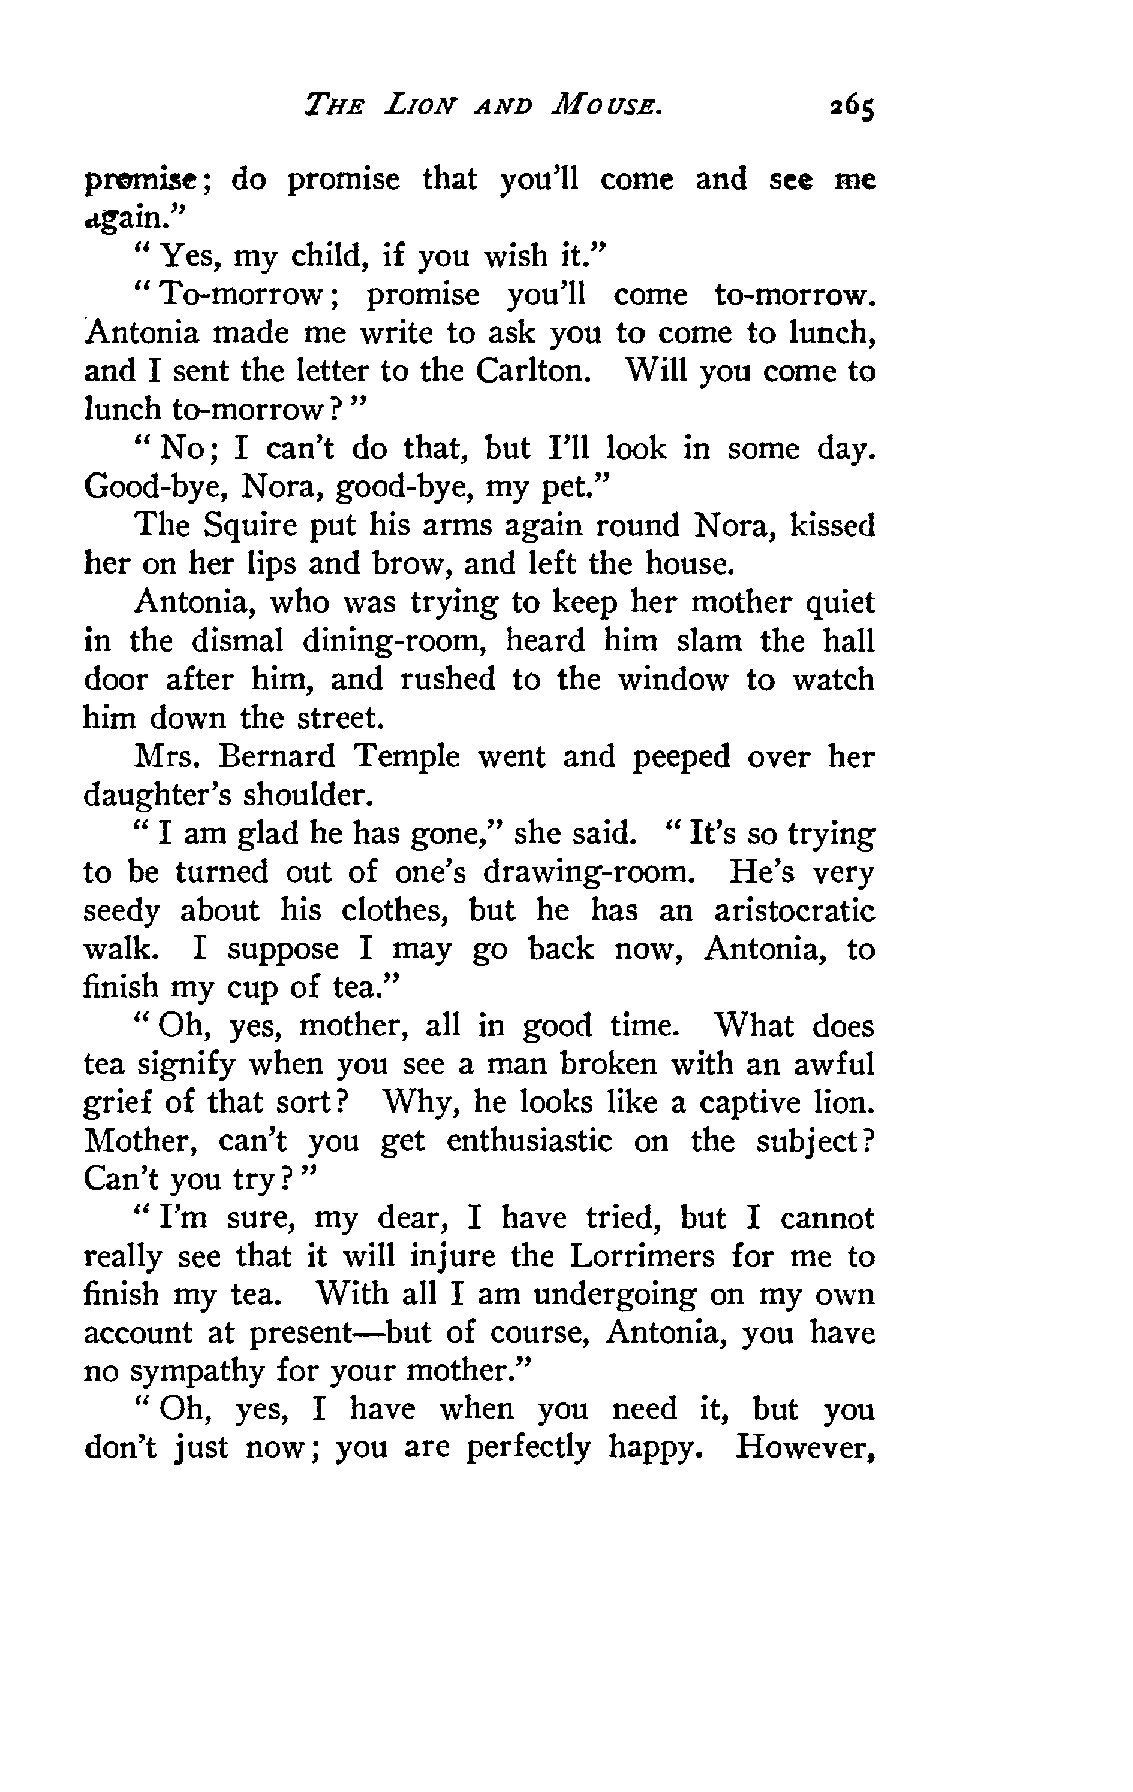 THE LION AND MOUSE. 265
promise; do promise that you'll come and see me
again."
"Yes, my child, if you wish it."
"To-morrow; promise you'll come to-morrow.
Antonia made me write to ask you to come to lunch,
and I sent the letter to the Carlton. Will you come to
lunch to-morrow?"
"No; I can't do that, but I'll look in some day.
Good-bye, Nora, good-bye, my pet."
The Squire put his arms again round Nora, kissed
her on her lips and brow, and left the house.
Antonia, who was trying to keep her mother quiet
in the dismal dining-room, heard him slam the hall
door after him, and rushed to the window to watch
him down the street.
Mrs. Bernard Temple went and peeped over her
daughter's shoulder.
"I am glad he has gone," she said. "It's so trying
to be turned out of one's drawing-room. He's very
seedy about his clothes, but he has an aristocratic
walk. I suppose I may go back now, Antonia, to
finish my cup of tea."
"Oh, yes, mother, all in good time. What does
tea signify when you see a man broken with an awful
grief of that sort? Why, he looks like a captive lion.
Mother, can't you get enthusiastic on the subject?
Can't you try?"
"I'm sure, my dear, I have tried, but I cannot
really see that it will injure the Lorrimers for me to
finish my tea. With all I am undergoing on my own
account at present—but of course, Antonia, you have
no sympathy for your mother."
"Oh, yes, I have when you need it, but you
don't just now; you are perfectly happy. However,